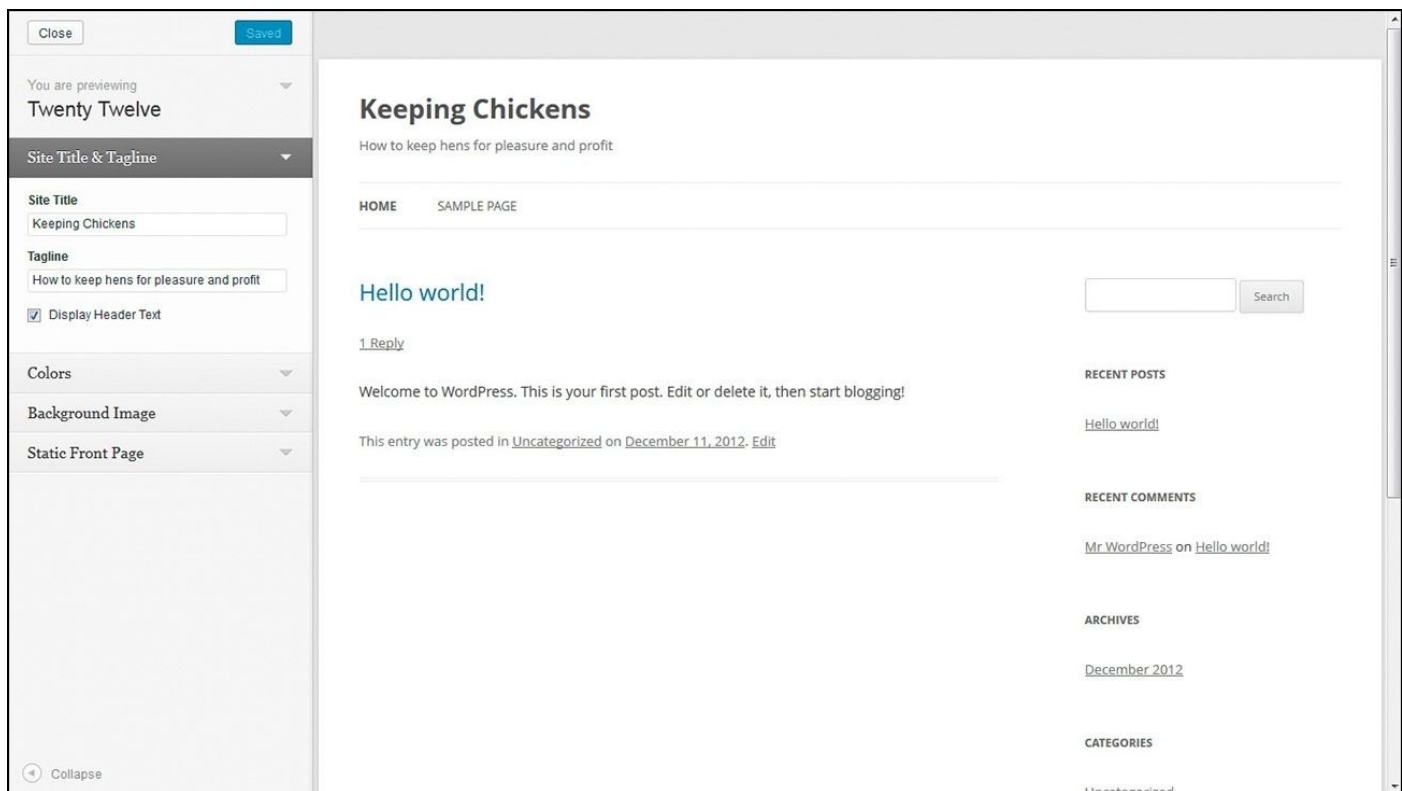 Close
Saved
You are previewing
Twenty Twelve
Site Title & Tagline
Site Title
Keeping Chickens
Tagline
How to keep hens for pleasure and profit
Display Header Text
Colors
Background Image
Static Front Page
Collapse
Keeping Chickens
How to keep hens for pleasure and profit
HOME SAMPLE PAGE
Hello world!
1 Reply
Welcome to WordPress. This is your first post. Edit or delete it, then start blogging!
This entry was posted in Uncategorized on December 11, 2012. Edit
Search
RECENT POSTS
Hello world!
RECENT COMMENTS
Mr WordPress on Hello world!
ARCHIVES
December 2012
CATEGORIES
Uncategorized